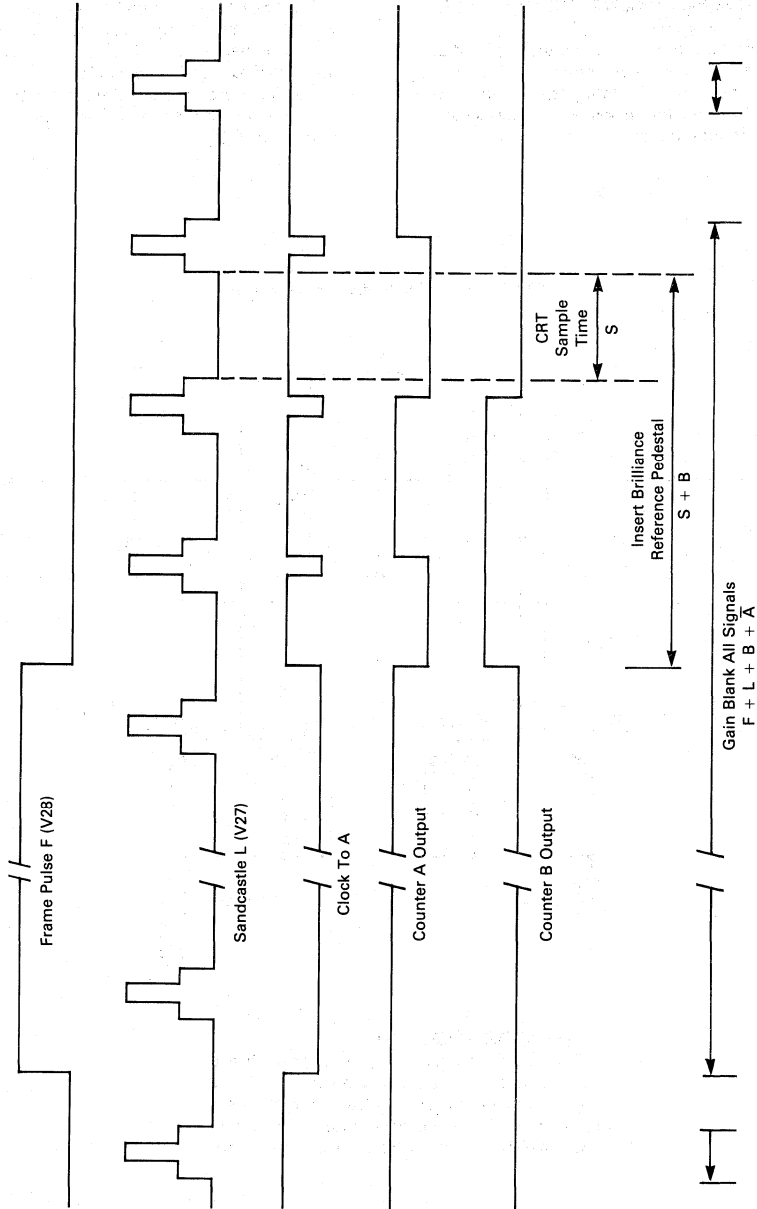 Frame Pulse F (V28)
Sandcastle L (V27)
Clock To A
Counter A Output
Counter B Output
CRT
Sample
Time
S
Insert Brilliance
Reference Pedestal
S + B
Gain Blank All Signals
F + L + B + A̅